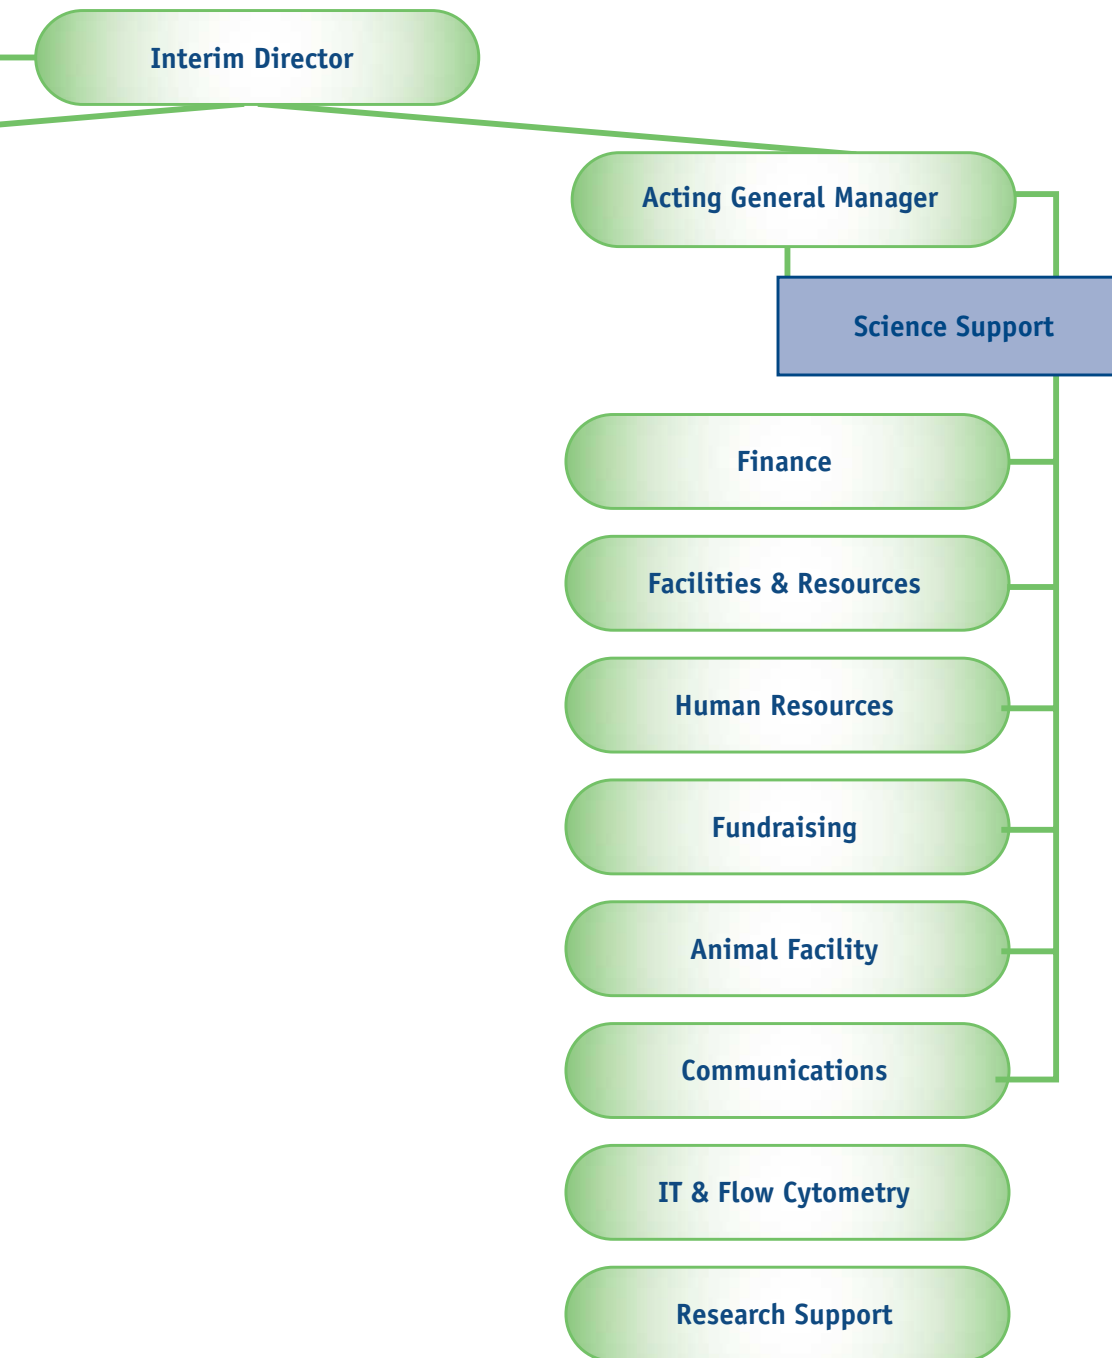 Interim Director
Acting General Manager
Science Support
Finance
Facilities & Resources
Human Resources
Fundraising
Animal Facility
Communications
IT & Flow Cytometry
Research Support